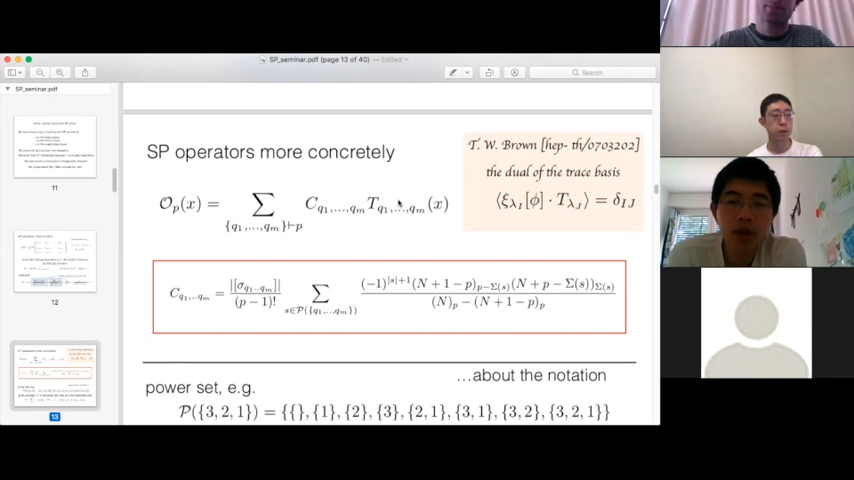 SP_seminar.pdf (page 13 of 40) — Edited
Search
SP_seminar.pdf
11
12
13
SP operators more concretely
T. W. Brown [hep-th/0703202]
the dual of the trace basis
⟨ξ_{λ_I}[φ] · T_{λ_J}⟩ = δ_{IJ}
O_p(x) = ∑_{{q_1,...,q_m}⊢p} C_{q_1,...,q_m} T_{q_1,...,q_m}(x)
C_{q_1,..q_m} = |[σ_{q_1..q_m}]| / (p − 1)! ∑_{s∈P({q_1,...,q_m})} (−1)^{|s|+1}(N + 1 − p)_{p−Σ(s)}(N + p − Σ(s))_{Σ(s)} / (N)_p − (N + 1 − p)_p
...about the notation
power set, e.g.
P({3, 2, 1}) = {{}, {1}, {2}, {3}, {2, 1}, {3, 1}, {3, 2}, {3, 2, 1}}